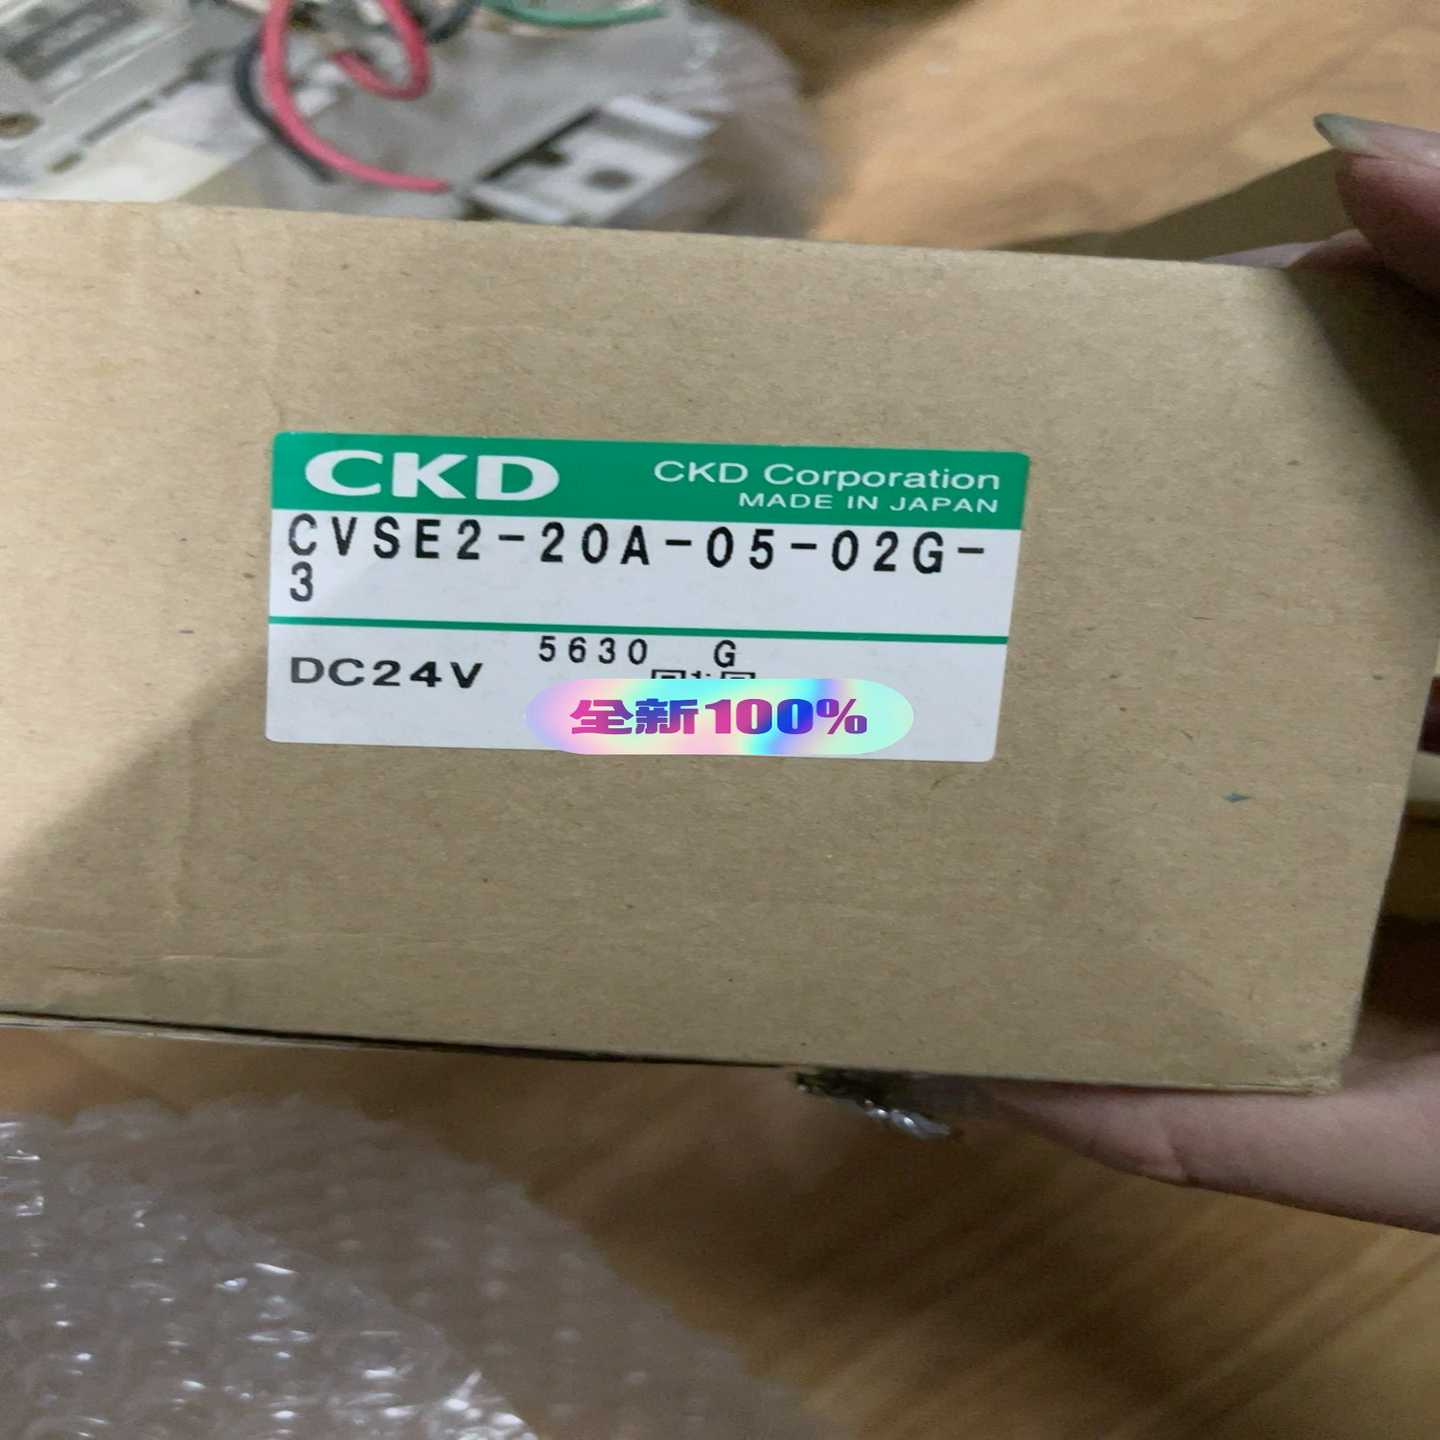 CKD
CKD Corporation
MADE IN JAPAN
CVSE2-20A-05-02G-
3
5630 G
DC24V
全新100%